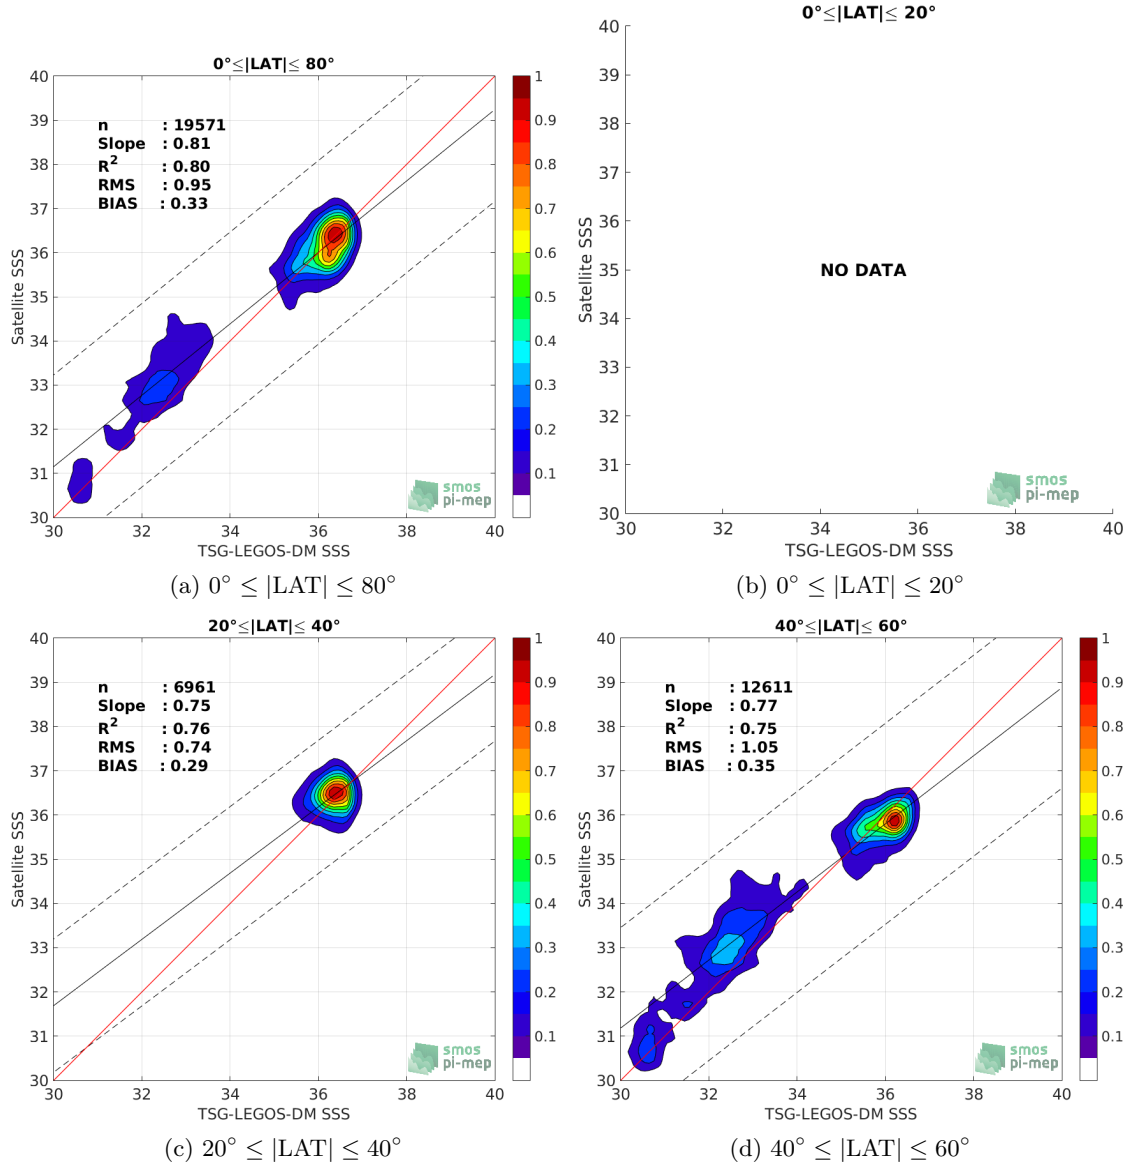 0°≤|LAT|≤ 80°
n : 19571
Slope : 0.81
R² : 0.80
RMS : 0.95
BIAS : 0.33
40
39
38
37
36
35
34
33
32
31
30
30 32 34 36 38 40
Satellite SSS
TSG-LEGOS-DM SSS
1
0.9
0.8
0.7
0.6
0.5
0.4
0.3
0.2
0.1
smos
pi-mep
(a) 0° ≤ |LAT| ≤ 80°
0°≤|LAT|≤ 20°
40
39
38
37
36
35
34
33
32
31
30
30 32 34 36 38 40
Satellite SSS
NO DATA
TSG-LEGOS-DM SSS
smos
pi-mep
(b) 0° ≤ |LAT| ≤ 20°
20°≤|LAT|≤ 40°
n : 6961
Slope : 0.75
R² : 0.76
RMS : 0.74
BIAS : 0.29
40
39
38
37
36
35
34
33
32
31
30
30 32 34 36 38 40
Satellite SSS
TSG-LEGOS-DM SSS
1
0.9
0.8
0.7
0.6
0.5
0.4
0.3
0.2
0.1
smos
pi-mep
(c) 20° ≤ |LAT| ≤ 40°
40°≤|LAT|≤ 60°
n : 12611
Slope : 0.77
R² : 0.75
RMS : 1.05
BIAS : 0.35
40
39
38
37
36
35
34
33
32
31
30
30 32 34 36 38 40
Satellite SSS
TSG-LEGOS-DM SSS
1
0.9
0.8
0.7
0.6
0.5
0.4
0.3
0.2
0.1
smos
pi-mep
(d) 40° ≤ |LAT| ≤ 60°